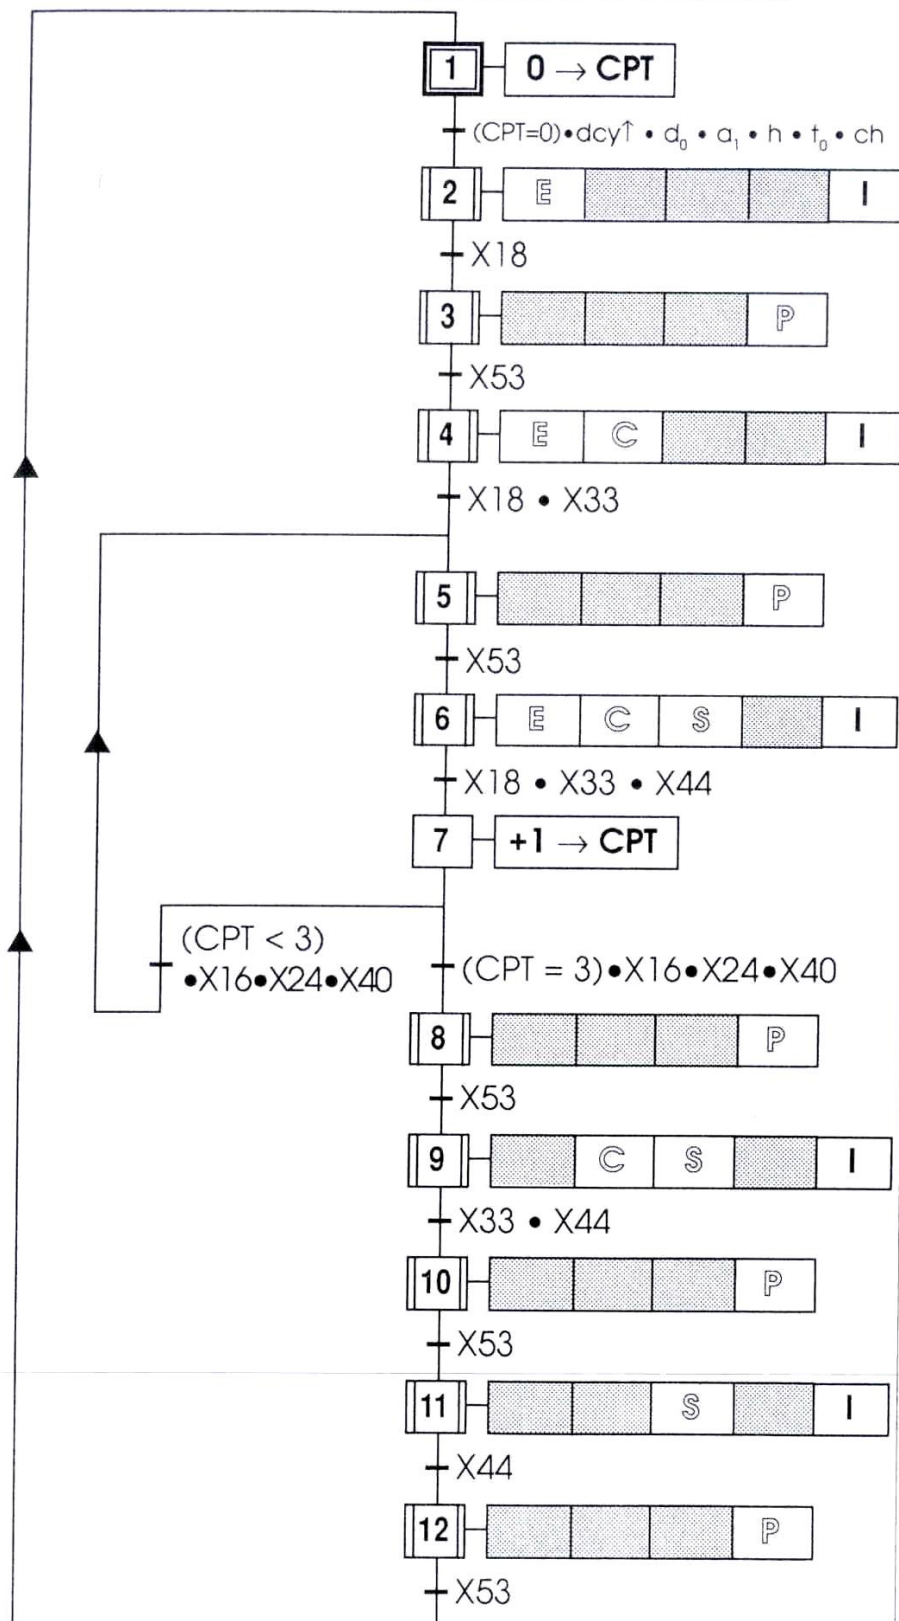 1 0 → CPT
(CPT=0)•dcy↑ • d₀ • a₁ • h • t₀ • ch
2 E I
X18
3 P
X53
4 E C I
X18 • X33
5 P
X53
6 E C S I
X18 • X33 • X44
7 +1 → CPT
(CPT < 3)
•X16•X24•X40
(CPT = 3)•X16•X24•X40
8 P
X53
9 C S I
X33 • X44
10 P
X53
11 S I
X44
12 P
X53